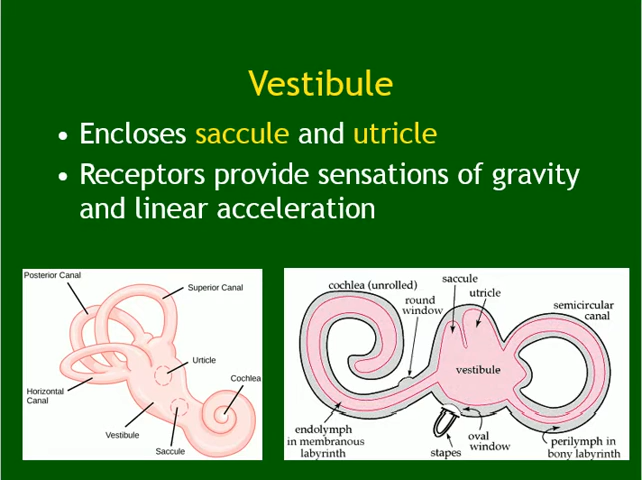 Vestibule
• Encloses saccule and utricle
• Receptors provide sensations of gravity
and linear acceleration
Posterior Canal
Superior Canal
Urticle
Cochlea
Horizontal
Canal
Vestibule
Saccule
cochlea (unrolled)
saccule
round
window
utricle
semicircular
canal
vestibule
endolymph
in membranous
labyrinth
stapes
oval
window
perilymph in
bony labyrinth